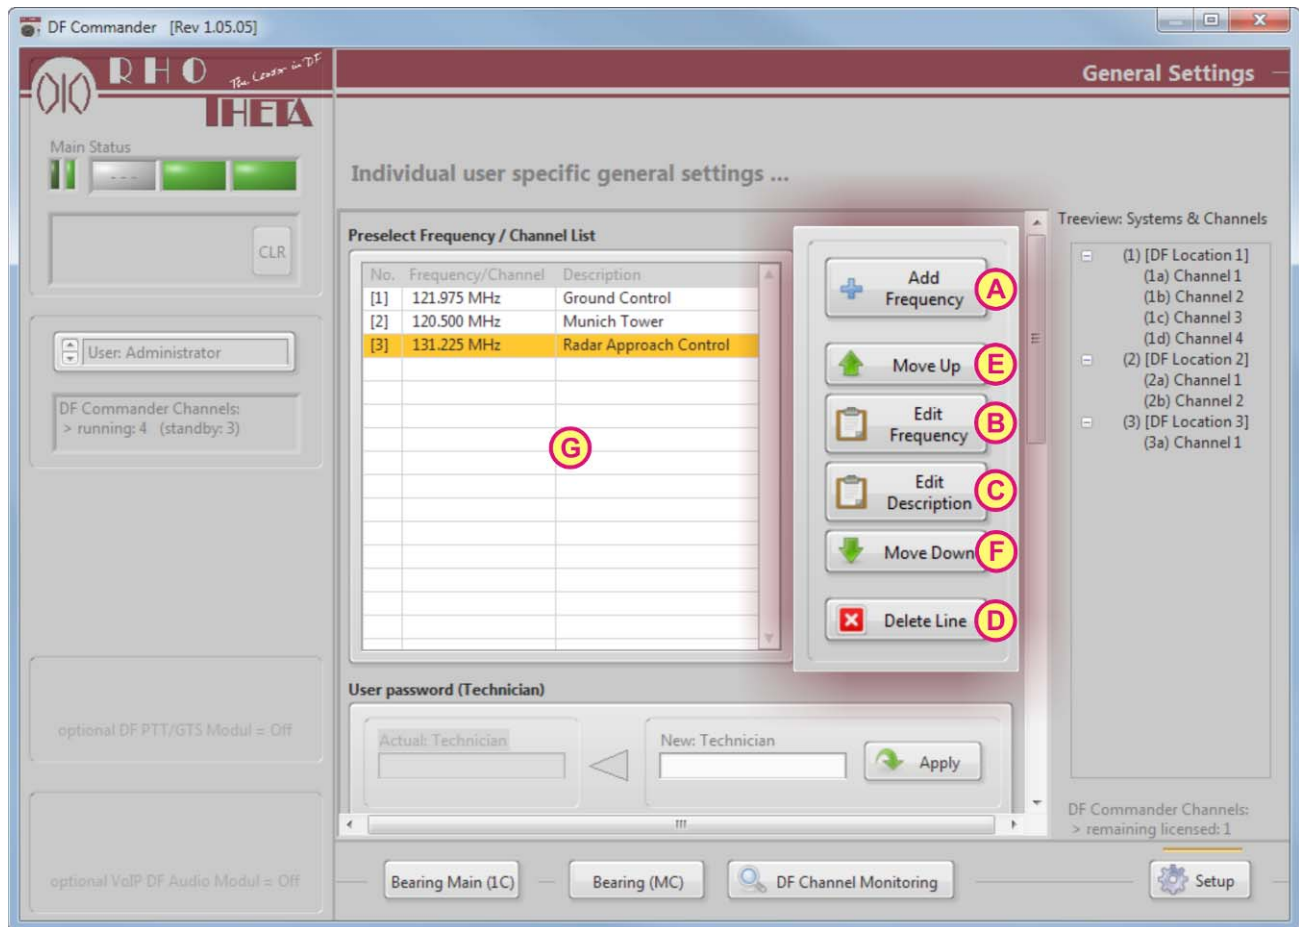 DF Commander [Rev 1.05.05]
RHO
The Leader in DF
THETA
General Settings
Main Status
---
CLR
User: Administrator
DF Commander Channels:
> running: 4 (standby: 3)
optional DF PTT/GTS Modul = Off
optional VoIP DF Audio Modul = Off
Individual user specific general settings ...
Preselect Frequency / Channel List
No. Frequency/Channel Description
[1] 121.975 MHz Ground Control
[2] 120.500 MHz Munich Tower
[3] 131.225 MHz Radar Approach Control
G
Add
Frequency
A
Move Up
E
Edit
Frequency
B
Edit
Description
C
Move Down
F
Delete Line
D
User password (Technician)
Actual: Technician
New: Technician
Apply
Treeview: Systems & Channels
(1) [DF Location 1]
(1a) Channel 1
(1b) Channel 2
(1c) Channel 3
(1d) Channel 4
(2) [DF Location 2]
(2a) Channel 1
(2b) Channel 2
(3) [DF Location 3]
(3a) Channel 1
DF Commander Channels:
> remaining licensed: 1
Bearing Main (1C)
Bearing (MC)
DF Channel Monitoring
Setup